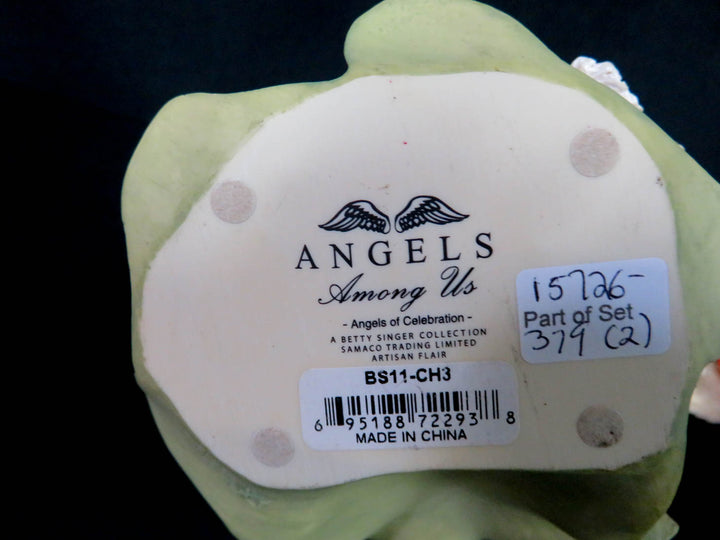 ANGELS
Among Us
- Angels of Celebration -
A BETTY SINGER COLLECTION
SAMACO TRADING LIMITED
ARTISAN FLAIR
BS11-CH3
6 95188 72293 8
MADE IN CHINA
15726-
Part of Set
379 (2)